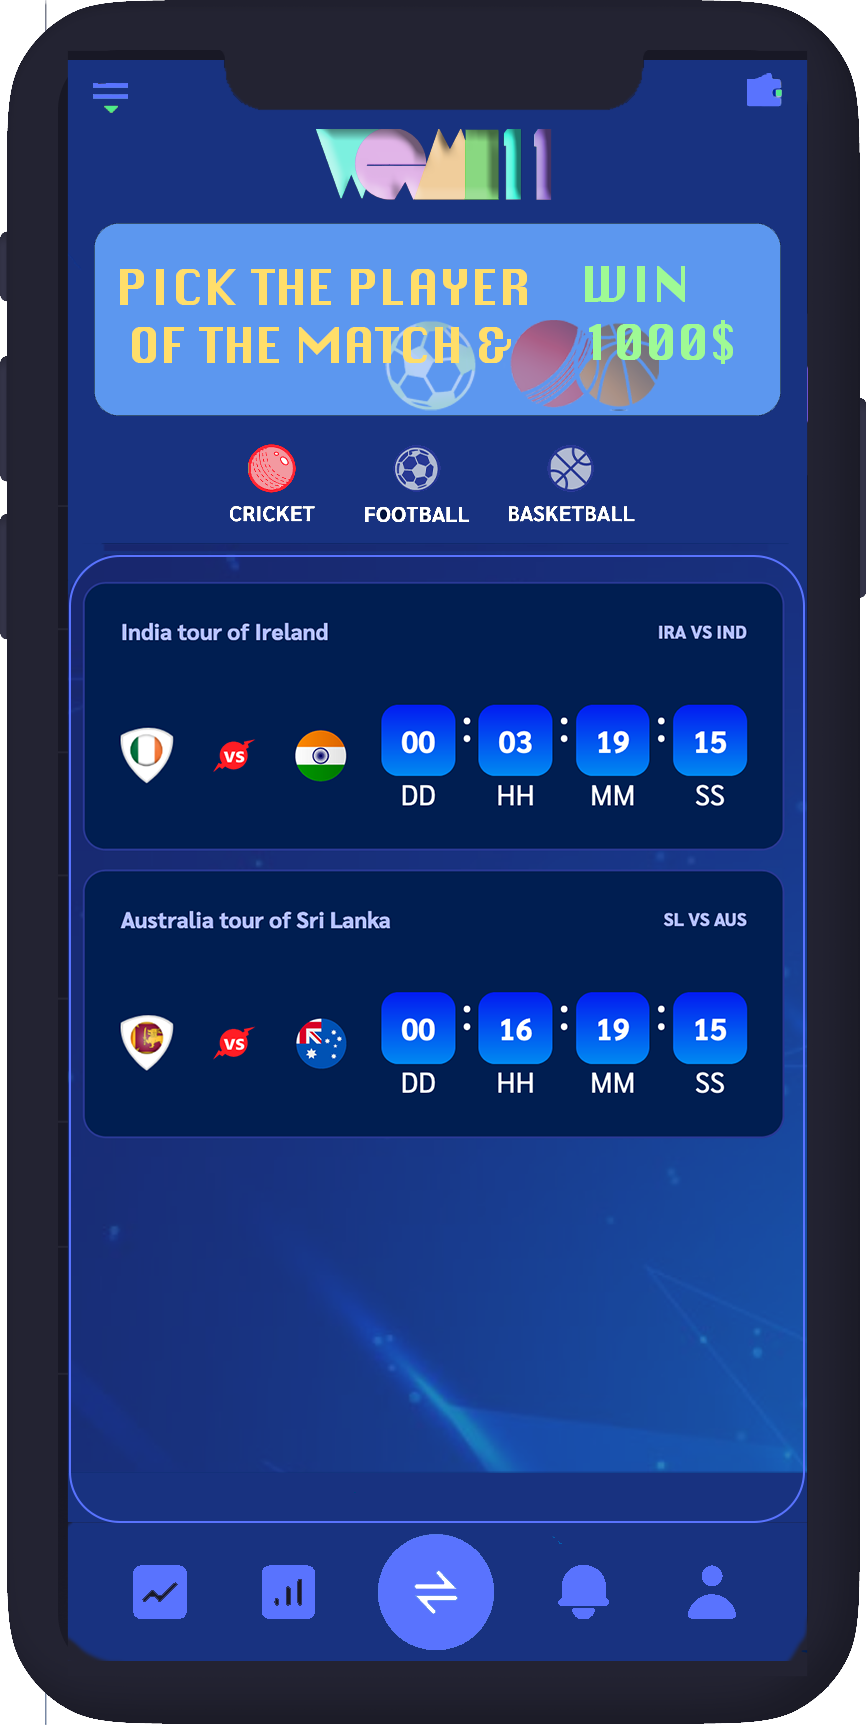 PICK THE PLAYER
OF THE MATCH &
WIN
1000$
CRICKET FOOTBALL BASKETBALL
India tour of Ireland IRA VS IND
VS 00 : 03 : 19 : 15
DD HH MM SS
Australia tour of Sri Lanka SL VS AUS
VS 00 : 16 : 19 : 15
DD HH MM SS